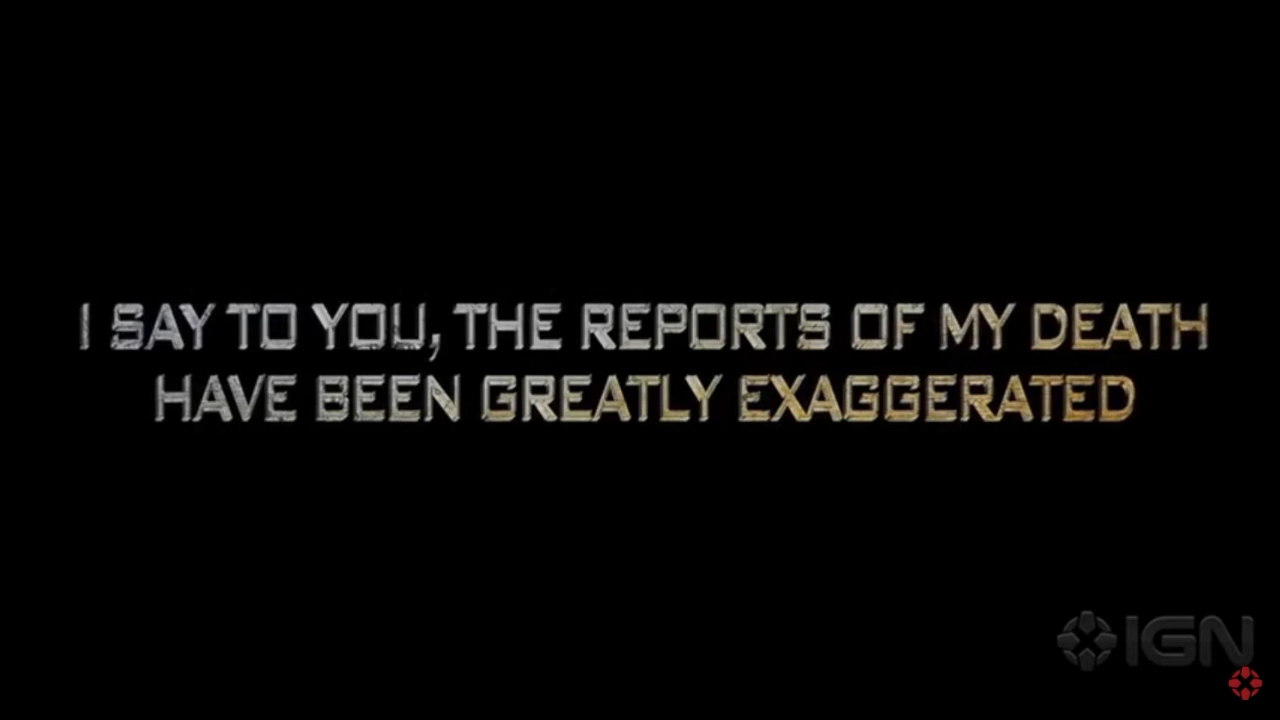 I SAY TO YOU, THE REPORTS OF MY DEATH
HAVE BEEN GREATLY EXAGGERATED
IGN